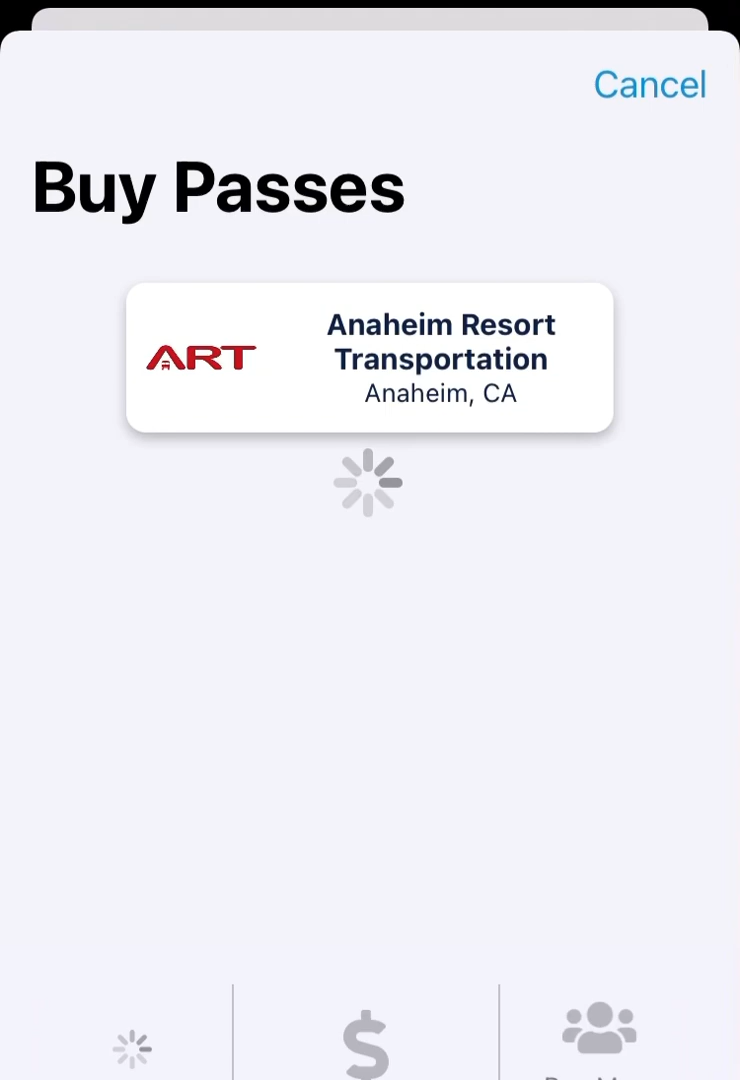 Cancel
Buy Passes
ART
Anaheim Resort
Transportation
Anaheim, CA
$